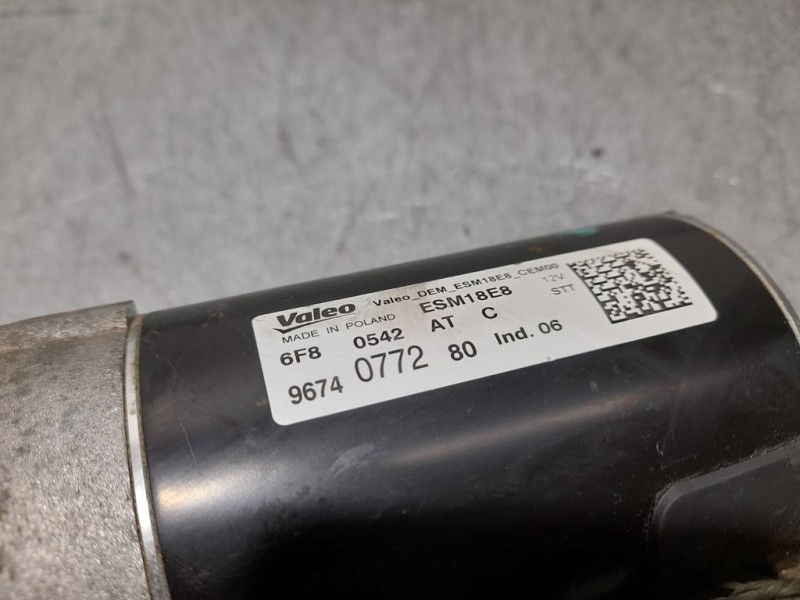 Valeo Valeo_DEM_ESM18E8_CEM00
MADE IN POLAND ESM18E8 12V
6F8 0542 AT C STT
9674 0772 80 Ind. 06